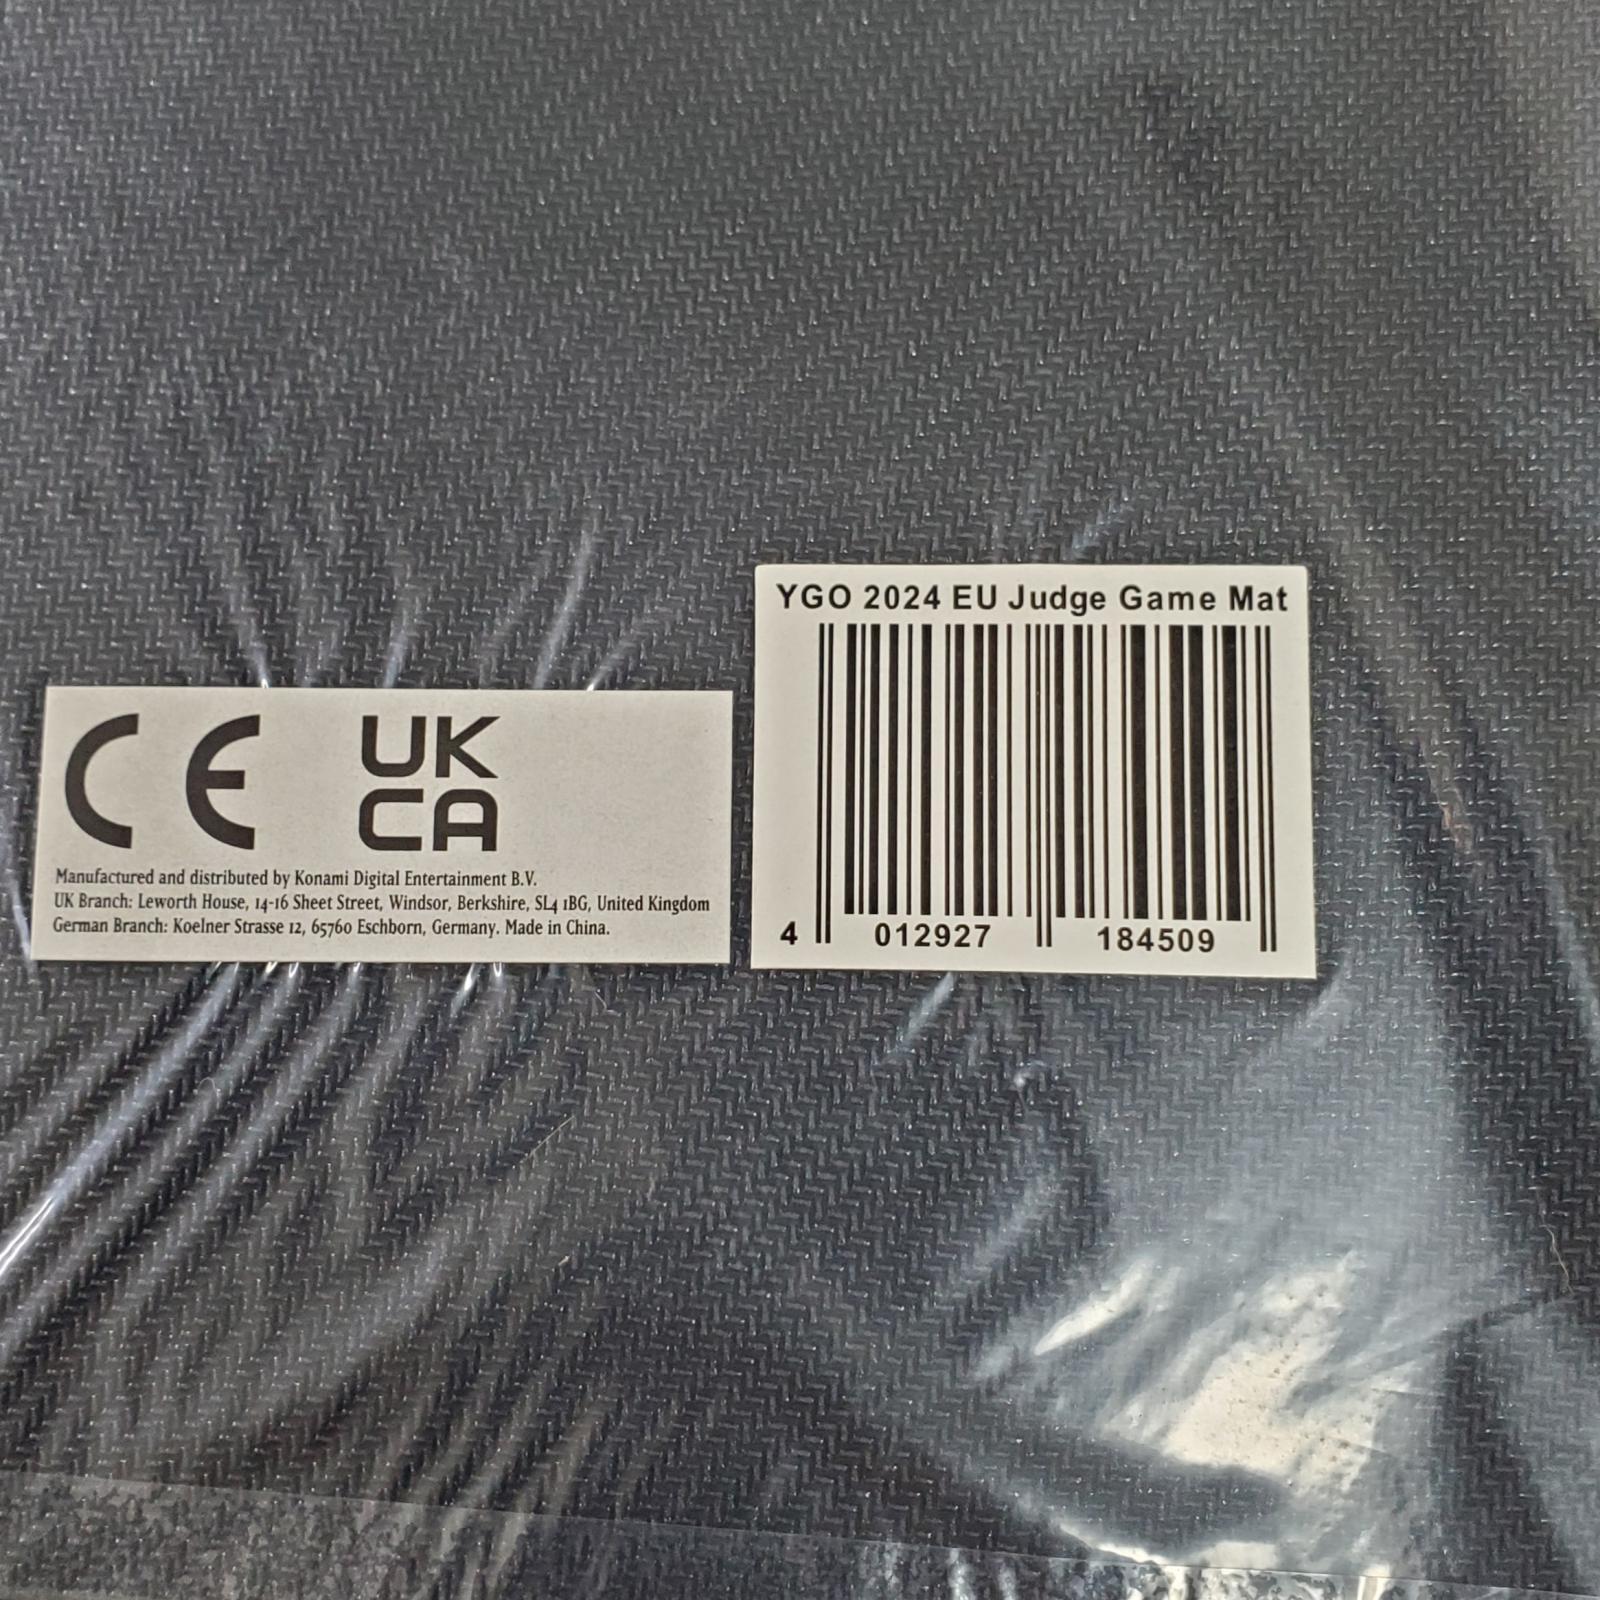 CE
UK
CA
Manufactured and distributed by Konami Digital Entertainment B.V.
UK Branch: Leworth House, 14-16 Sheet Street, Windsor, Berkshire, SL4 1BG, United Kingdom
German Branch: Koelner Strasse 12, 65760 Eschborn, Germany. Made in China.
YGO 2024 EU Judge Game Mat
4 012927 184509